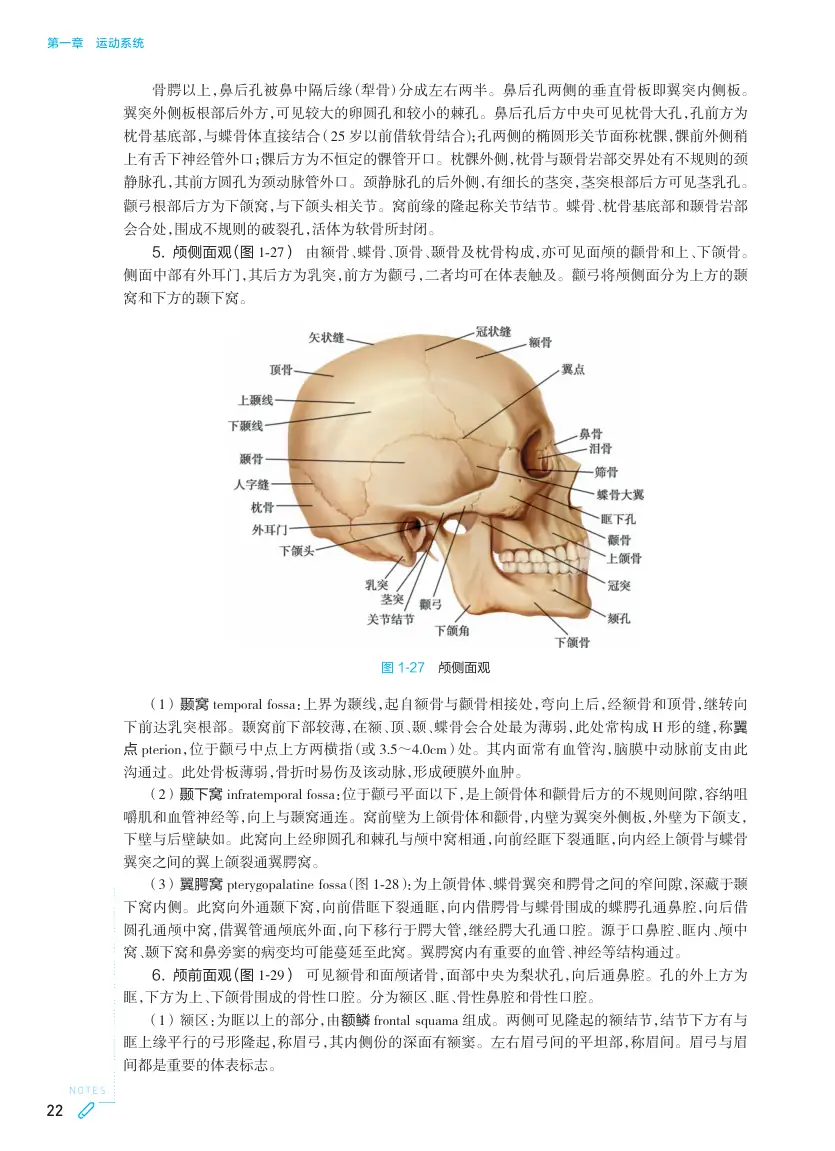 第一章 运动系统
骨腭以上,鼻后孔被鼻中隔后缘(犁骨)分成左右两半。鼻后孔两侧的垂直骨板即翼突内侧板。
翼突外侧板根部后外方,可见较大的卵圆孔和较小的棘孔。鼻后孔后方中央可见枕骨大孔,孔前方为
枕骨基底部,与蝶骨体直接结合(25 岁以前借软骨结合);孔两侧的椭圆形关节面称枕髁,髁前外侧稍
上有舌下神经管外口;髁后方为不恒定的髁管开口。枕髁外侧,枕骨与颞骨岩部交界处有不规则的颈
静脉孔,其前方圆孔为颈动脉管外口。颈静脉孔的后外侧,有细长的茎突,茎突根部后方可见茎乳孔。
颧弓根部后方为下颌窝,与下颌头相关节。窝前缘的隆起称关节结节。蝶骨、枕骨基底部和颞骨岩部
会合处,围成不规则的破裂孔,活体为软骨所封闭。
5. 颅侧面观(图 1-27) 由额骨、蝶骨、顶骨、颞骨及枕骨构成,亦可见面颅的颧骨和上、下颌骨。
侧面中部有外耳门,其后方为乳突,前方为颧弓,二者均可在体表触及。颧弓将颅侧面分为上方的颞
窝和下方的颞下窝。
矢状缝
冠状缝
额骨
顶骨
翼点
上颞线
下颞线
鼻骨
泪骨
颞骨
筛骨
人字缝
蝶骨大翼
枕骨
眶下孔
外耳门
颧骨
下颌头
上颌骨
乳突
冠突
茎突
颧弓
关节结节
颏孔
下颌角
下颌骨
图 1-27 颅侧面观
(1)颞窝 temporal fossa:上界为颞线,起自额骨与颧骨相接处,弯向上后,经额骨和顶骨,继转向
下前达乳突根部。颞窝前下部较薄,在额、顶、颞、蝶骨会合处最为薄弱,此处常构成 H 形的缝,称翼
点 pterion,位于颧弓中点上方两横指(或 3.5~4.0cm)处。其内面常有血管沟,脑膜中动脉前支由此
沟通过。此处骨板薄弱,骨折时易伤及该动脉,形成硬膜外血肿。
(2)颞下窝 infratemporal fossa:位于颧弓平面以下,是上颌骨体和颧骨后方的不规则间隙,容纳咀
嚼肌和血管神经等,向上与颞窝通连。窝前壁为上颌骨体和颧骨,内壁为翼突外侧板,外壁为下颌支,
下壁与后壁缺如。此窝向上经卵圆孔和棘孔与颅中窝相通,向前经眶下裂通眶,向内经上颌骨与蝶骨
翼突之间的翼上颌裂通翼腭窝。
(3)翼腭窝 pterygopalatine fossa(图 1-28):为上颌骨体、蝶骨翼突和腭骨之间的窄间隙,深藏于颞
下窝内侧。此窝向外通颞下窝,向前借眶下裂通眶,向内借腭骨与蝶骨围成的蝶腭孔通鼻腔,向后借
圆孔通颅中窝,借翼管通颅底外面,向下移行于腭大管,继经腭大孔通口腔。源于口鼻腔、眶内、颅中
窝、颞下窝和鼻旁窦的病变均可能蔓延至此窝。翼腭窝内有重要的血管、神经等结构通过。
6. 颅前面观(图 1-29) 可见额骨和面颅诸骨,面部中央为梨状孔,向后通鼻腔。孔的外上方为
眶,下方为上、下颌骨围成的骨性口腔。分为额区、眶、骨性鼻腔和骨性口腔。
(1)额区:为眶以上的部分,由额鳞 frontal squama 组成。两侧可见隆起的额结节,结节下方有与
眶上缘平行的弓形隆起,称眉弓,其内侧份的深面有额窦。左右眉弓间的平坦部,称眉间。眉弓与眉
间都是重要的体表标志。
NOTES
22